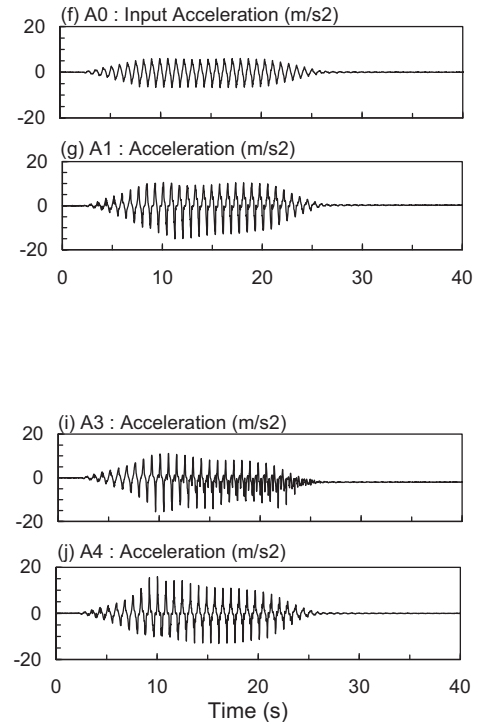 (f) A0 : Input Acceleration (m/s2)
20
0
-20
(g) A1 : Acceleration (m/s2)
20
0
-20
0 10 20 30 40
(i) A3 : Acceleration (m/s2)
20
0
-20
(j) A4 : Acceleration (m/s2)
20
0
-20
0 10 20 30 40
Time (s)